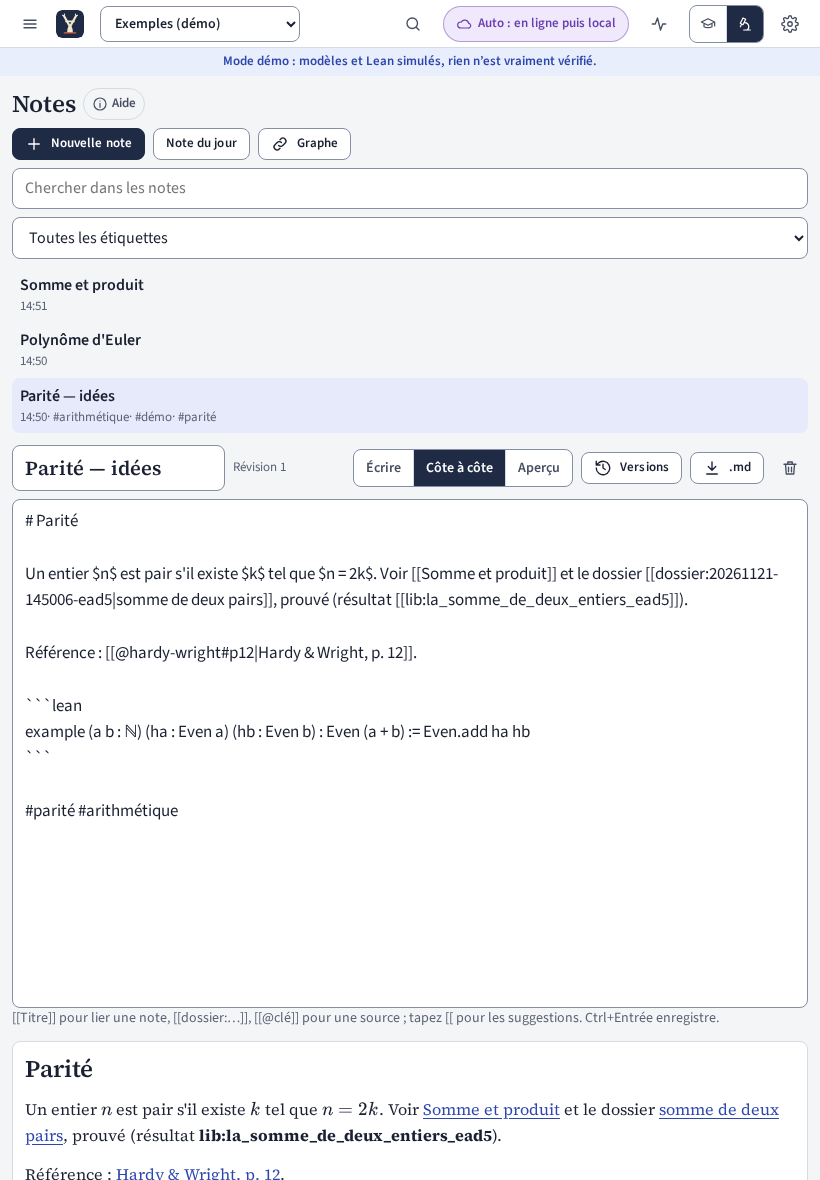 Exemples (démo)
Auto : en ligne puis local
Mode démo : modèles et Lean simulés, rien n’est vraiment vérifié.
Notes
Aide
Nouvelle note
Note du jour
Graphe
Chercher dans les notes
Toutes les étiquettes
Somme et produit
14:51
Polynôme d'Euler
14:50
Parité — idées
14:50· #arithmétique· #démo· #parité
Parité — idées
Révision 1
Écrire
Côte à côte
Aperçu
Versions
.md
# Parité
Un entier $n$ est pair s'il existe $k$ tel que $n = 2k$. Voir [[Somme et produit]] et le dossier [[dossier:20261121-
145006-ead5|somme de deux pairs]], prouvé (résultat [[lib:la_somme_de_deux_entiers_ead5]]).
Référence : [[@hardy-wright#p12|Hardy & Wright, p. 12]].
```lean
example (a b : ℕ) (ha : Even a) (hb : Even b) : Even (a + b) := Even.add ha hb
```
#parité #arithmétique
[[Titre]] pour lier une note, [[dossier:…]], [[@clé]] pour une source ; tapez [[ pour les suggestions. Ctrl+Entrée enregistre.
Parité
Un entier n est pair s'il existe k tel que n = 2k. Voir Somme et produit et le dossier somme de deux
pairs, prouvé (résultat lib:la_somme_de_deux_entiers_ead5).
Référence : Hardy & Wright, p. 12.